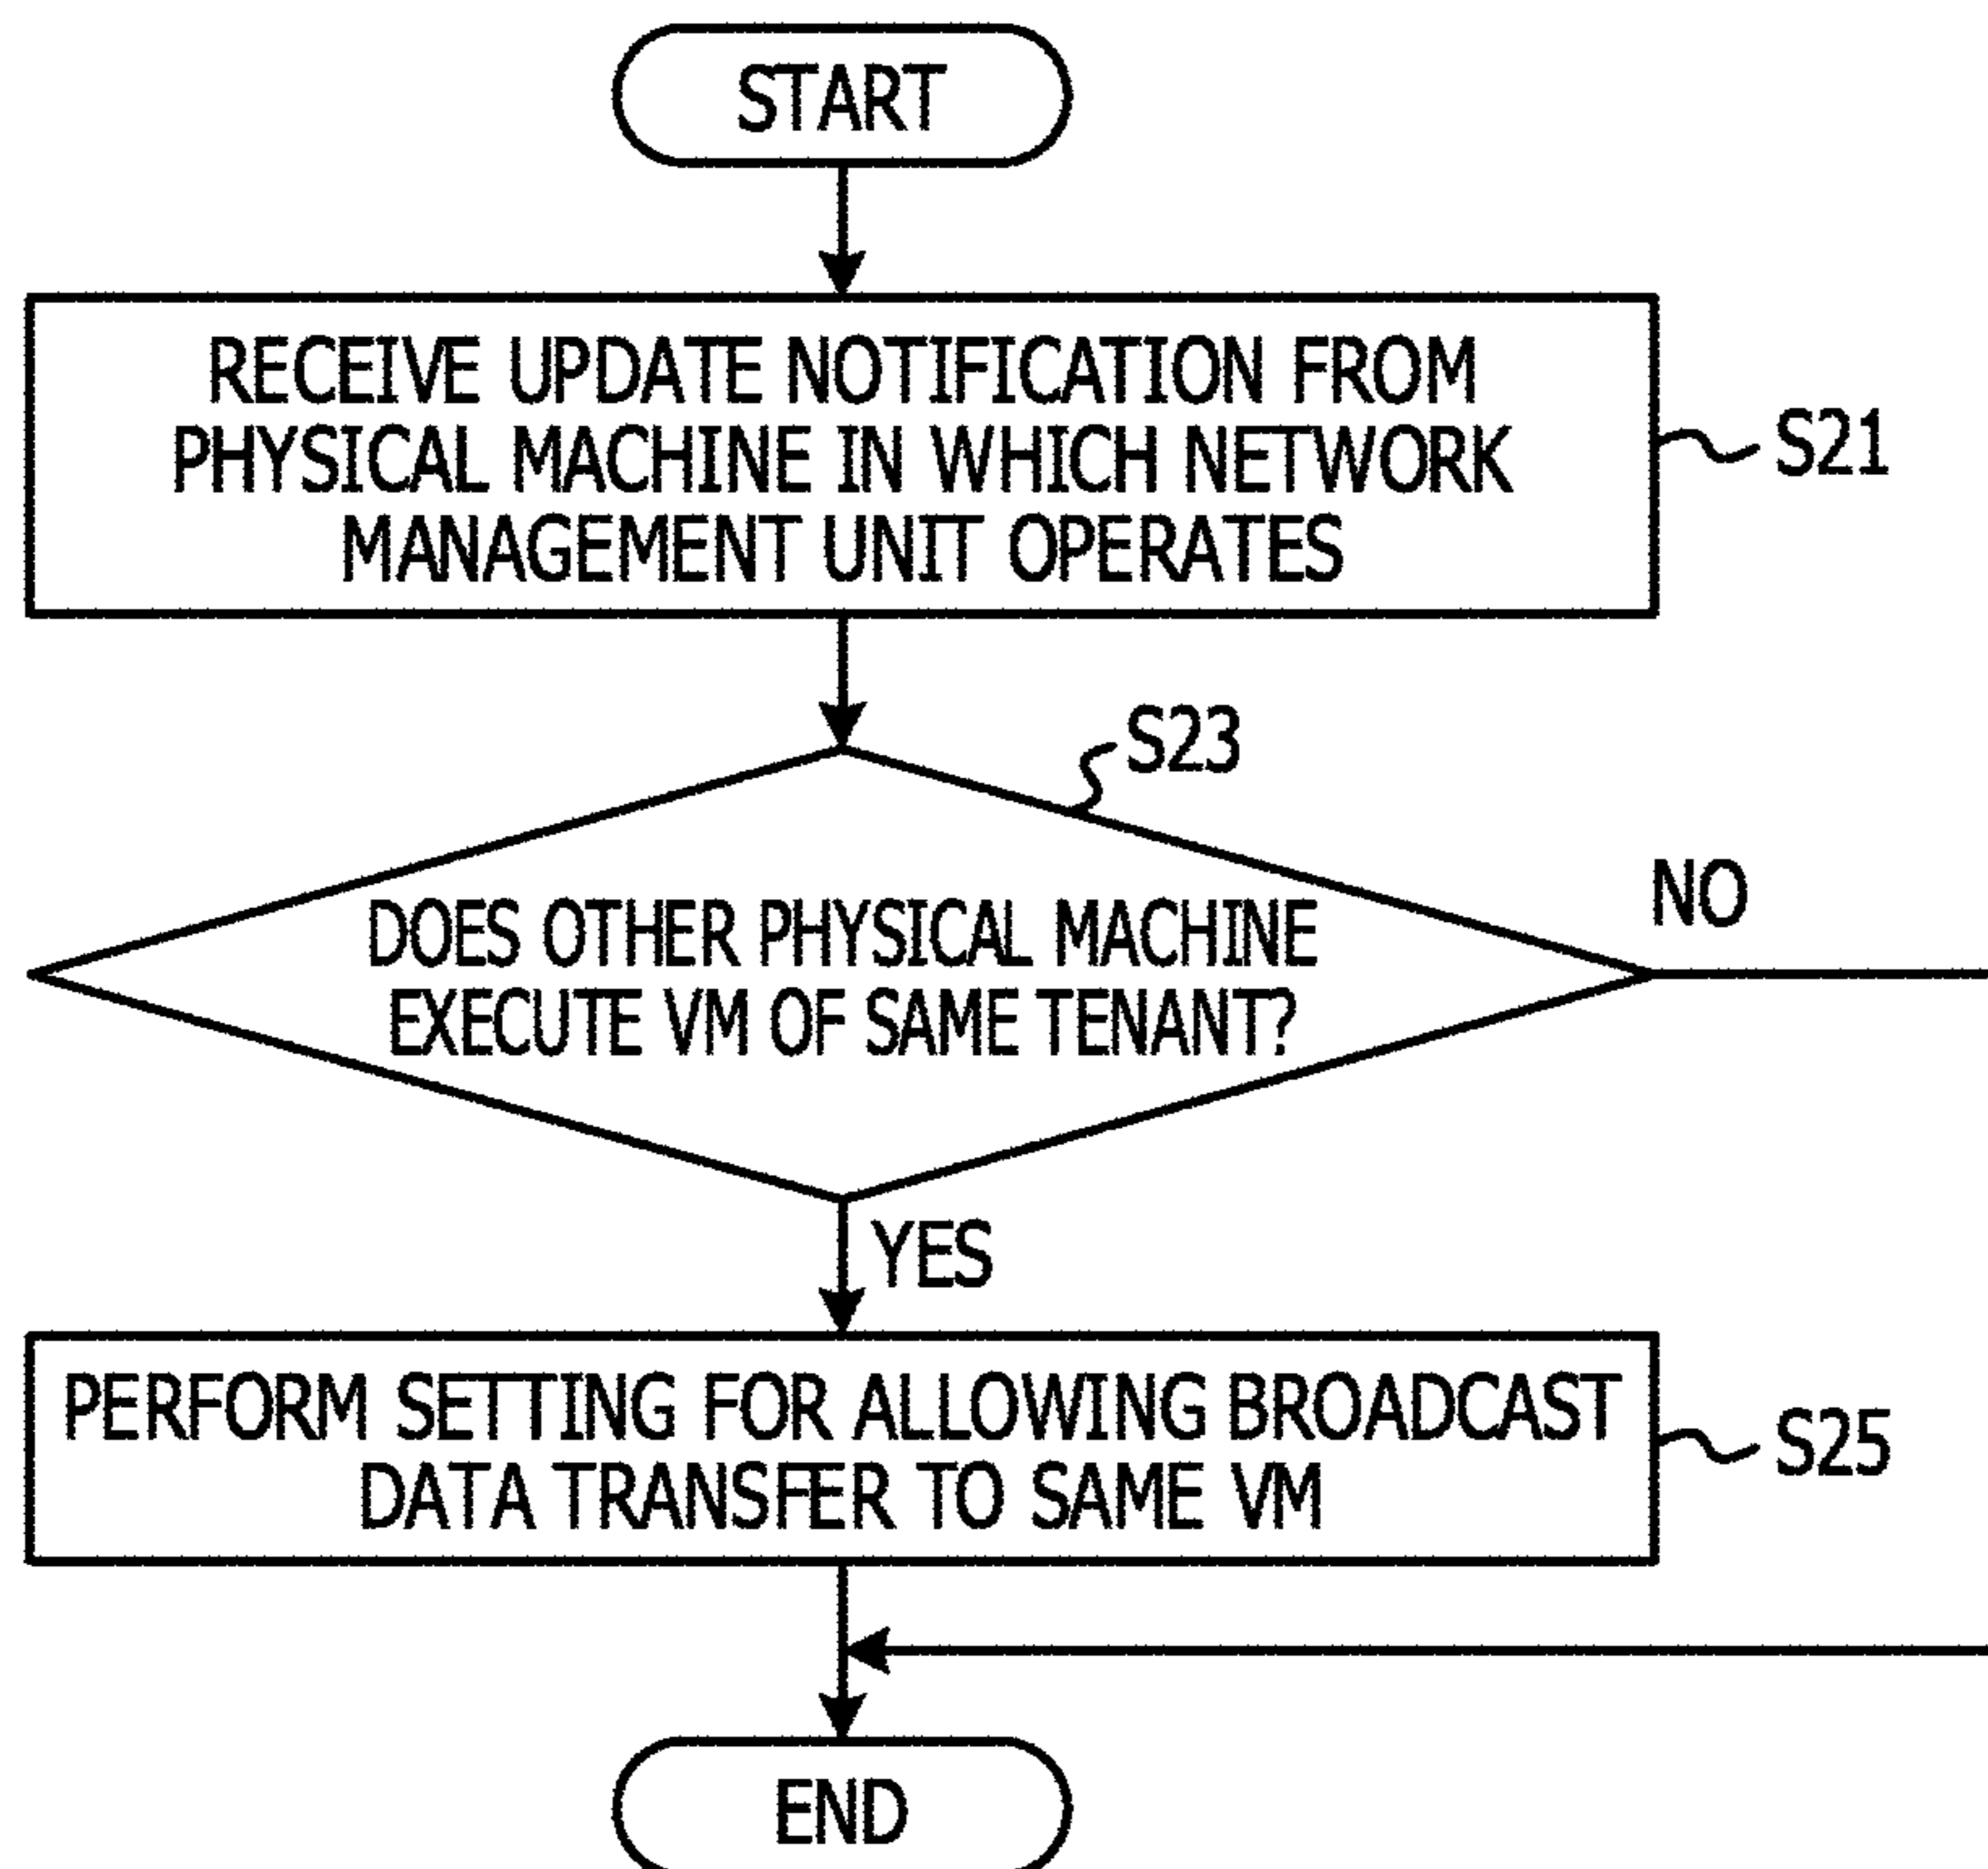 START
RECEIVE UPDATE NOTIFICATION FROM
PHYSICAL MACHINE IN WHICH NETWORK
MANAGEMENT UNIT OPERATES
S21
S23
DOES OTHER PHYSICAL MACHINE
EXECUTE VM OF SAME TENANT?
NO
YES
PERFORM SETTING FOR ALLOWING BROADCAST
DATA TRANSFER TO SAME VM
S25
END